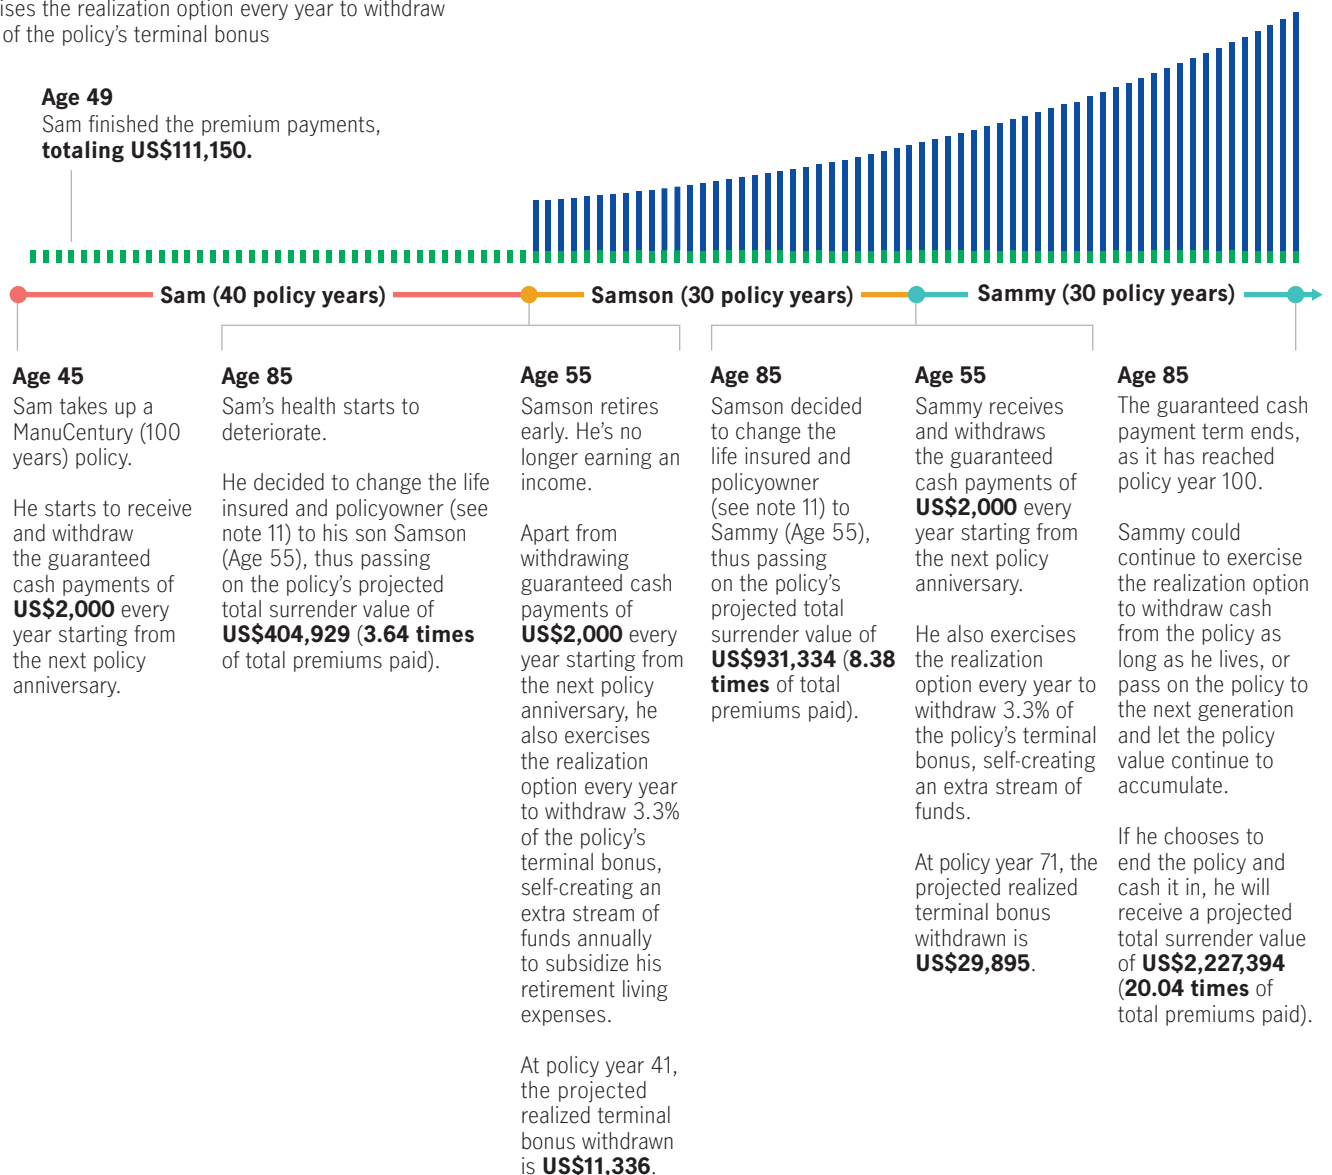 ises the realization option every year to withdraw
of the policy's terminal bonus
Age 49
Sam finished the premium payments,
totaling US$111,150.
Sam (40 policy years)
Samson (30 policy years)
Sammy (30 policy years)
Age 45
Sam takes up a
ManuCentury (100
years) policy.
He starts to receive
and withdraw
the guaranteed
cash payments of
US$2,000 every
year starting from
the next policy
anniversary.
Age 85
Sam's health starts to
deteriorate.
He decided to change the life
insured and policyowner (see
note 11) to his son Samson
(Age 55), thus passing
on the policy's projected
total surrender value of
US$404,929 (3.64 times
of total premiums paid).
Age 55
Samson retires
early. He's no
longer earning an
income.
Apart from
withdrawing
guaranteed cash
payments of
US$2,000 every
year starting from
the next policy
anniversary, he
also exercises
the realization
option every year
to withdraw 3.3%
of the policy's
terminal bonus,
self-creating an
extra stream of
funds annually
to subsidize his
retirement living
expenses.
At policy year 41,
the projected
realized terminal
bonus withdrawn
is US$11,336.
Age 85
Samson decided
to change the
life insured and
policyowner
(see note 11) to
Sammy (Age 55),
thus passing
on the policy's
projected total
surrender value of
US$931,334 (8.38
times of total
premiums paid).
Age 55
Sammy receives
and withdraws
the guaranteed
cash payments of
US$2,000 every
year starting from
the next policy
anniversary.
He also exercises
the realization
option every year to
withdraw 3.3% of
the policy's terminal
bonus, self-creating
an extra stream of
funds.
At policy year 71, the
projected realized
terminal bonus
withdrawn is
US$29,895.
Age 85
The guaranteed cash
payment term ends,
as it has reached
policy year 100.
Sammy could
continue to exercise
the realization option
to withdraw cash
from the policy as
long as he lives, or
pass on the policy to
the next generation
and let the policy
value continue to
accumulate.
If he chooses to
end the policy and
cash it in, he will
receive a projected
total surrender value
of US$2,227,394
(20.04 times of
total premiums paid).